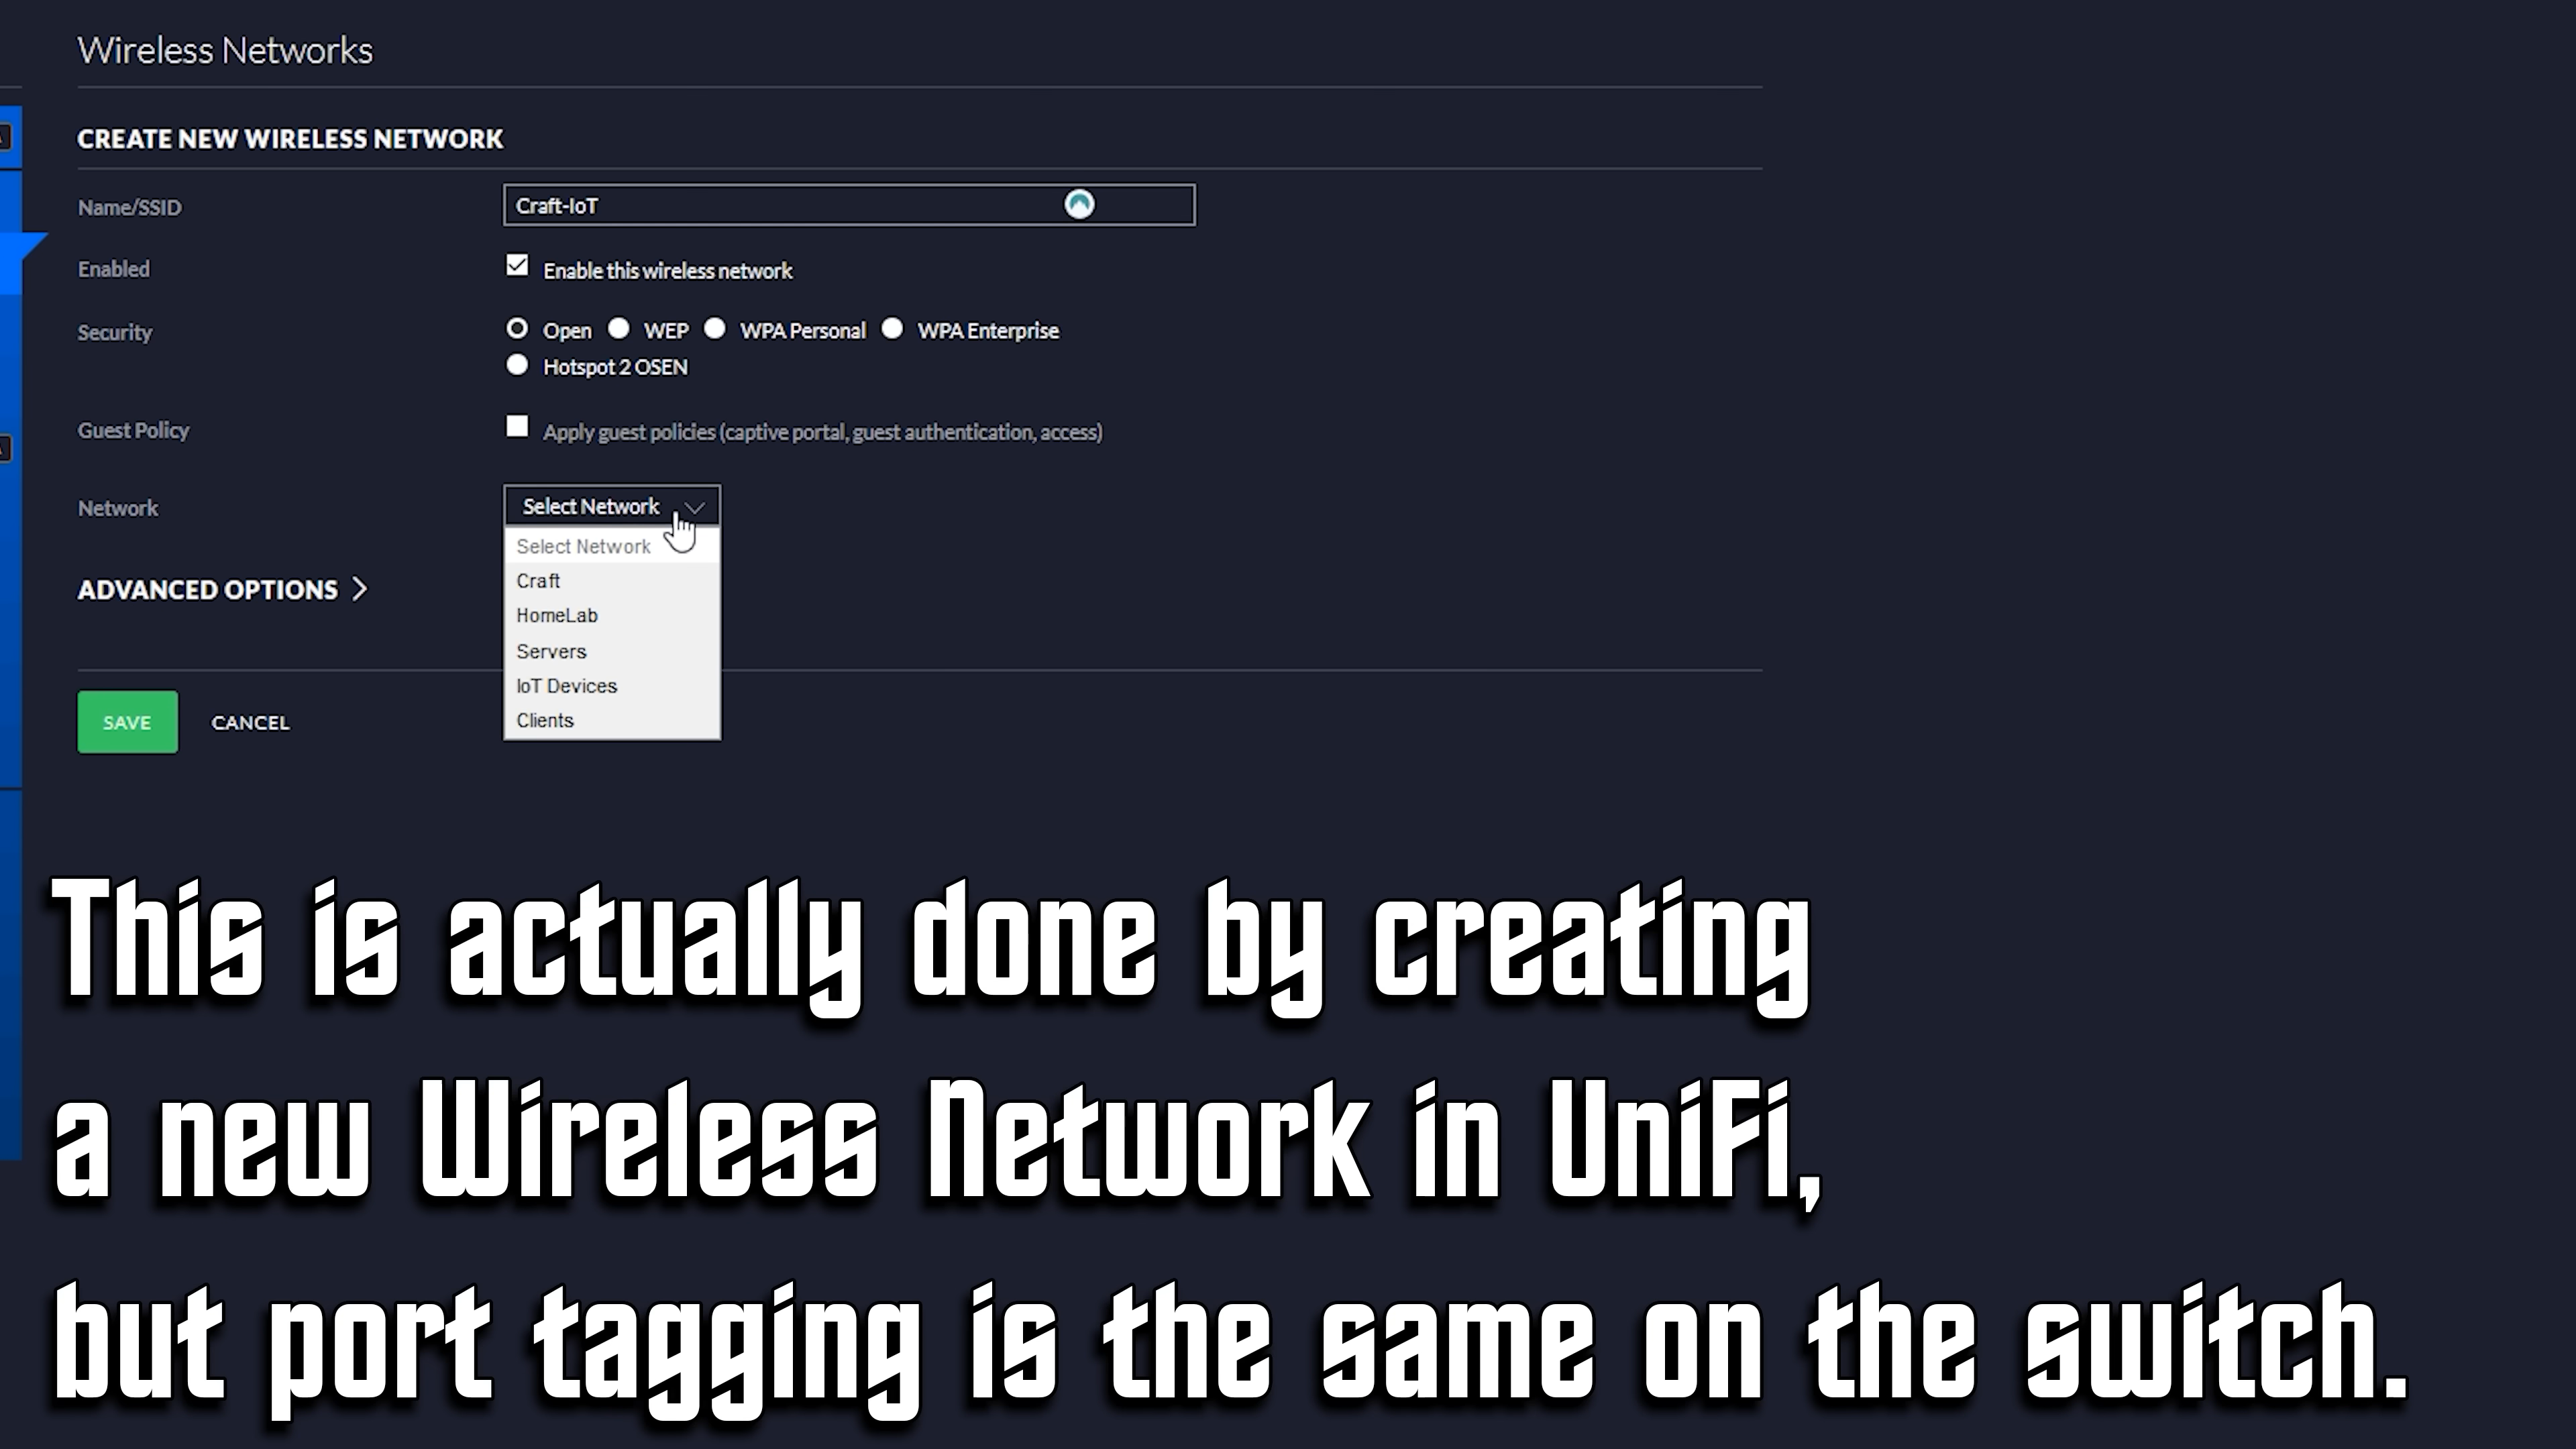 Wireless Networks
CREATE NEW WIRELESS NETWORK
Name/SSID
Craft-IoT
Enabled
Enable this wireless network
Security
Open WEP WPA Personal WPA Enterprise
Hotspot 2 OSEN
Guest Policy
Apply guest policies (captive portal, guest authentication, access)
Network
Select Network
Select Network
Craft
HomeLab
Servers
IoT Devices
Clients
ADVANCED OPTIONS
SAVE CANCEL
This is actually done by creating
a new Wireless Network in UniFi,
but port tagging is the same on the switch.